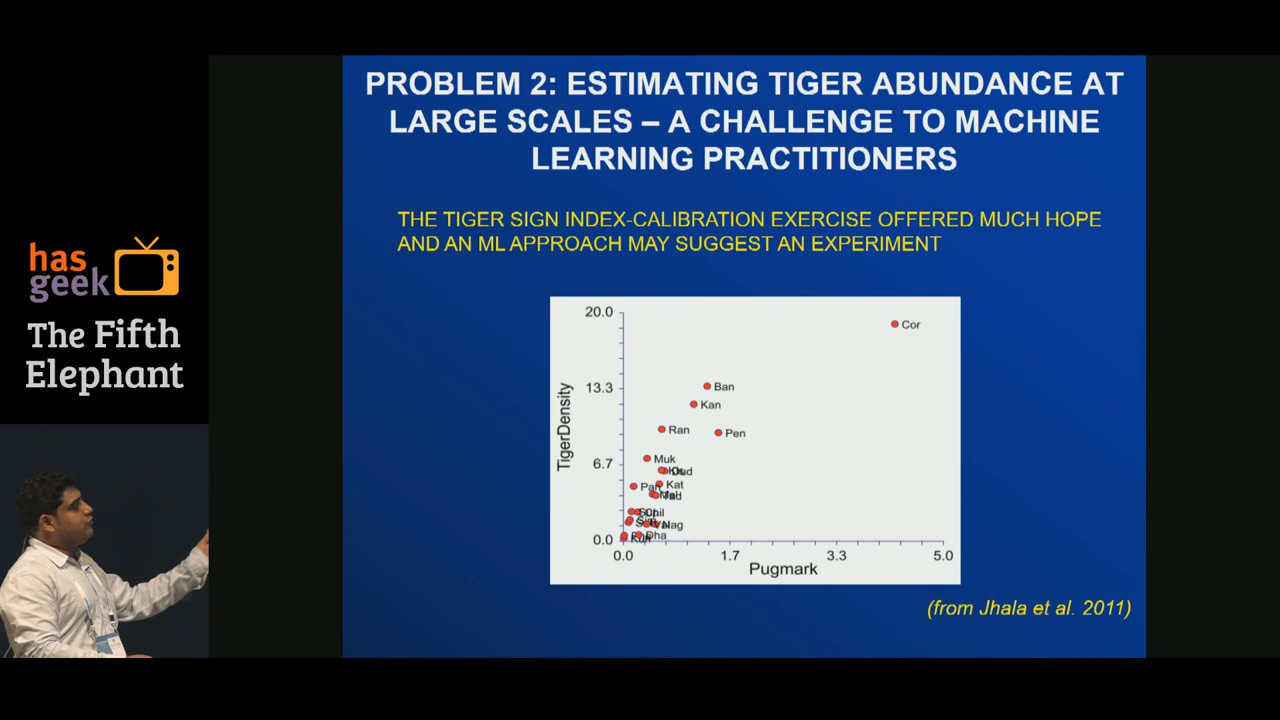 PROBLEM 2: ESTIMATING TIGER ABUNDANCE AT
LARGE SCALES – A CHALLENGE TO MACHINE
LEARNING PRACTITIONERS
THE TIGER SIGN INDEX-CALIBRATION EXERCISE OFFERED MUCH HOPE
AND AN ML APPROACH MAY SUGGEST AN EXPERIMENT
has
geek
The Fifth
Elephant
20.0
Cor
Ban
13.3
Kan
Ran
Pen
TigerDensity
Muk
6.7
Kat
Pan
Nag
Dha
0.0
0.0 1.7 3.3 5.0
Pugmark
(from Jhala et al. 2011)